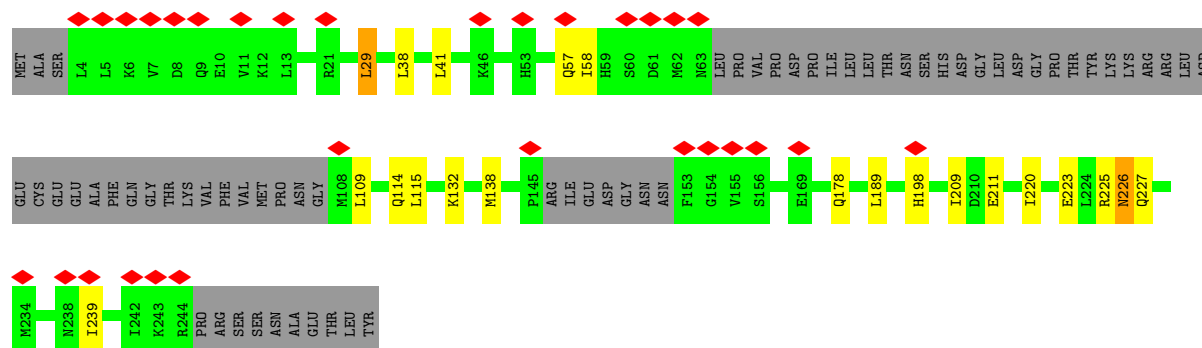 MET ALA SER L4 L5 K6 V7 D8 Q9 E10 V11 K12 L13 R21 L29 L38 L41 K46 H53 Q57 I58 H59 S60 D61 M62 N63 LEU PRO VAL PRO ASP PRO ILE LEU LEU THR ASN SER HIS ASP GLY LEU ASP GLY PRO THR TYR LYS LYS ARG ARG LEU ASP
GLU CYS GLU GLU ALA PHE GLN GLY THR LYS VAL PHE VAL MET PRO ASN GLY M108 L109 Q114 L115 K132 M138 P145 ARG ILE GLU ASP GLY ASN ASN F153 G154 V155 S156 E169 Q178 L189 H198 I209 D210 E211 I220 E223 L224 R225 N226 Q227
M234 N238 I239 I242 K243 R244 PRO ARG SER SER ASN ALA GLU THR LEU TYR